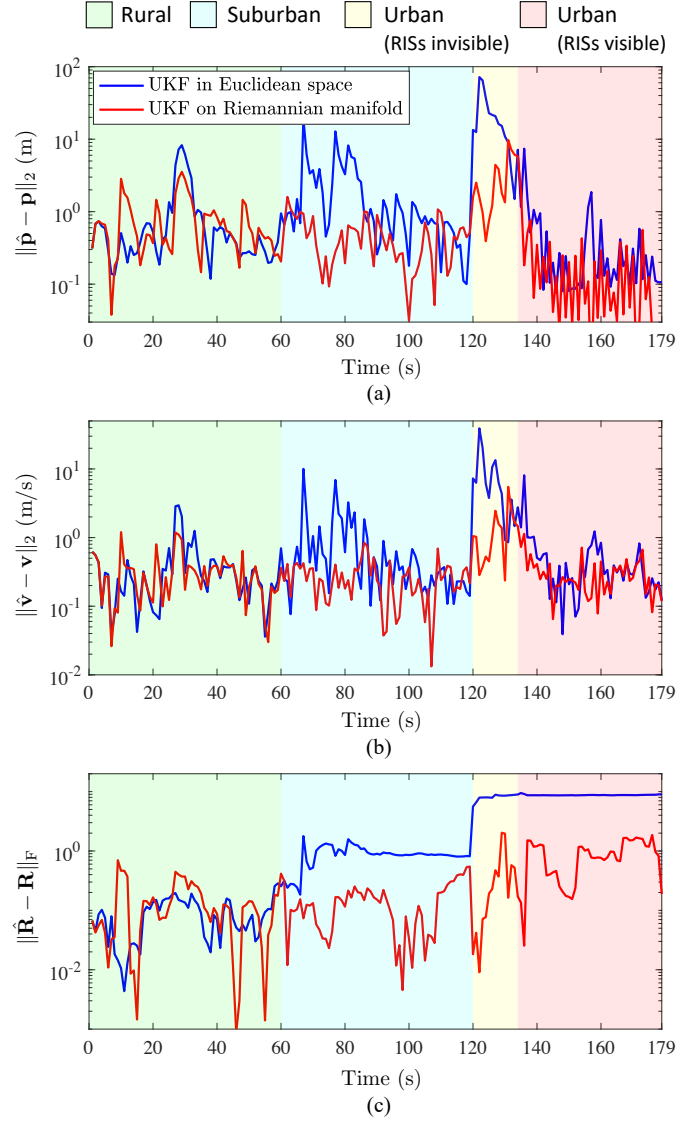 Rural Suburban Urban Urban
(RISs invisible) (RISs visible)
UKF in Euclidean space
UKF on Riemannian manifold
10²
10¹
10⁰
10⁻¹
‖p̂ − p‖₂ (m)
0 20 40 60 80 100 120 140 160 179
Time (s)
(a)
10¹
10⁰
10⁻¹
10⁻²
‖v̂ − v‖₂ (m/s)
0 20 40 60 80 100 120 140 160 179
Time (s)
(b)
10⁰
10⁻²
‖R̂ − R‖F
0 20 40 60 80 100 120 140 160 179
Time (s)
(c)